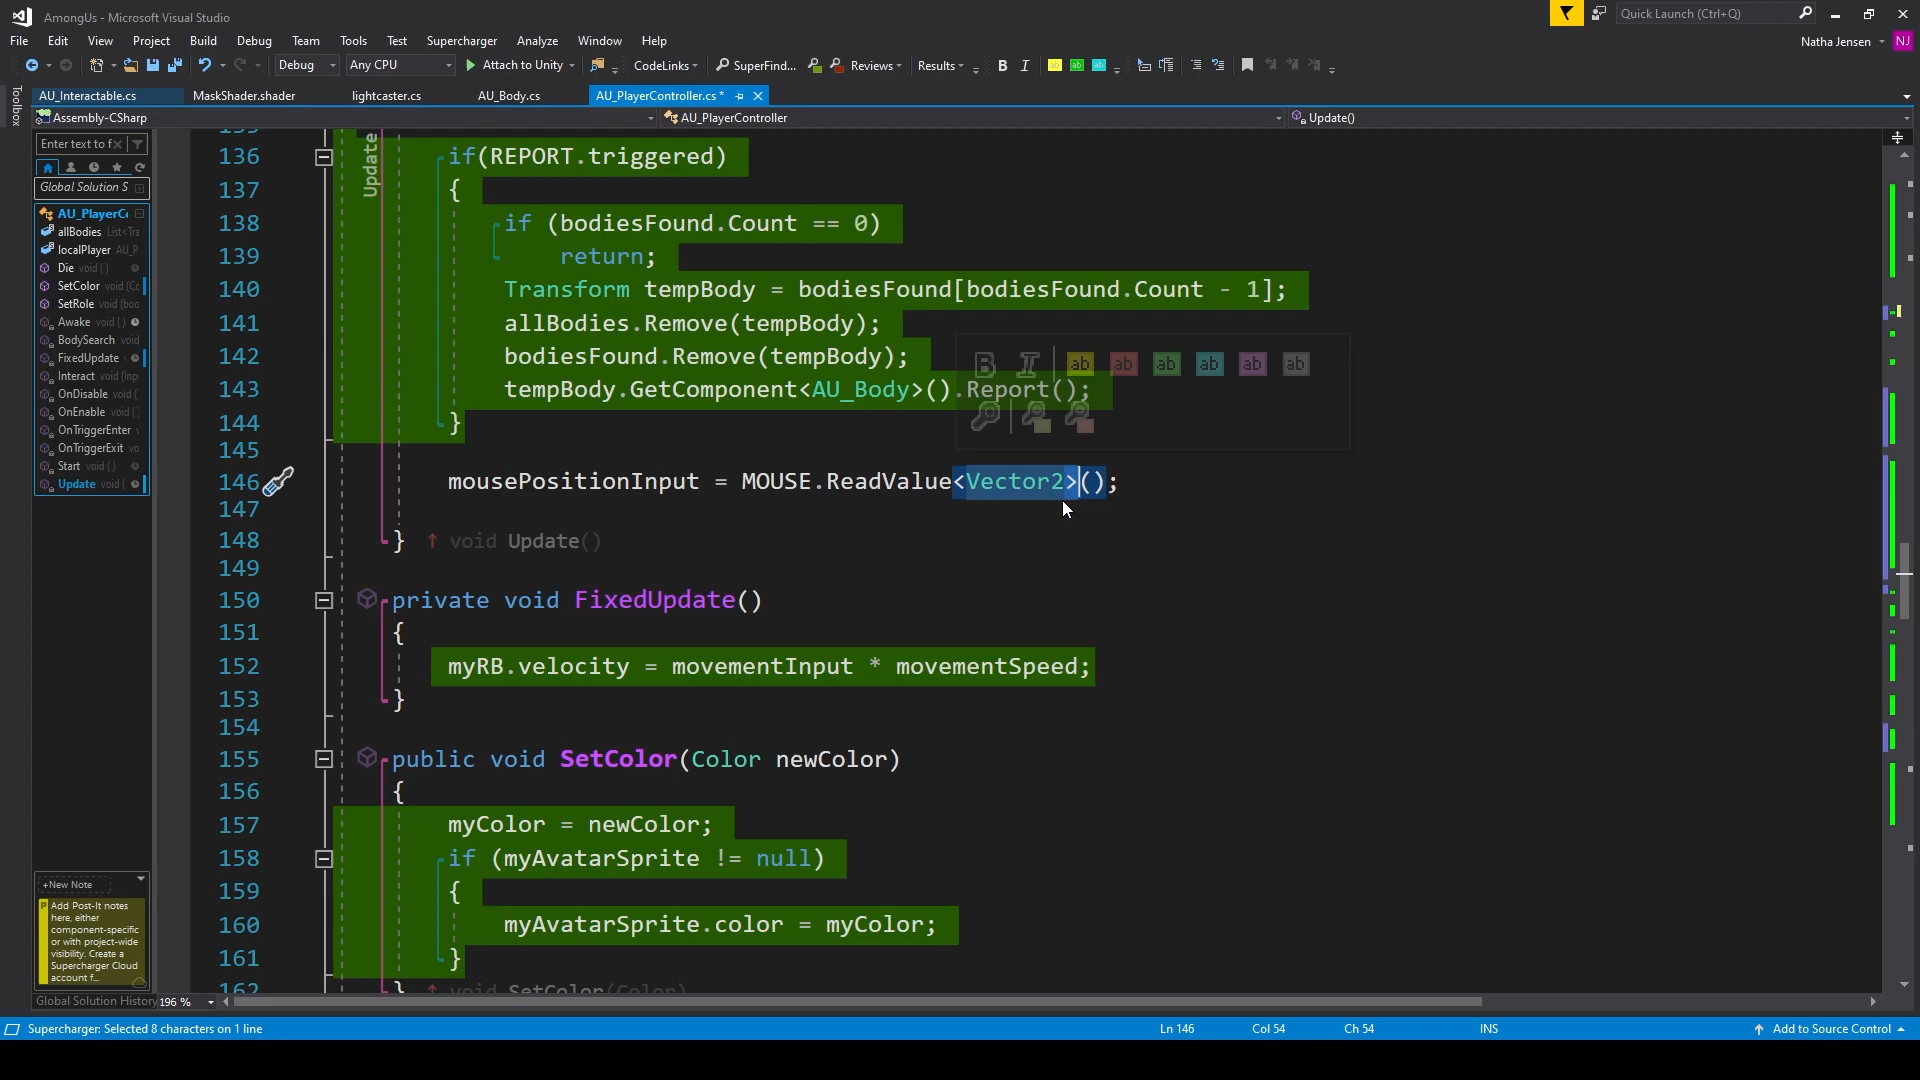 AmongUs - Microsoft Visual Studio
Quick Launch (Ctrl+Q)
File Edit View Project Build Debug Team Tools Test Supercharger Analyze Window Help
Natha Jensen NJ
Debug Any CPU Attach to Unity CodeLinks SuperFind... Reviews Results B I
Toolbox
AU_Interactable.cs MaskShader.shader lightcaster.cs AU_Body.cs AU_PlayerController.cs *
Assembly-CSharp AU_PlayerController Update()
Enter text to f
Global Solution S
AU_PlayerCo
allBodies List<Tra
localPlayer AU_P
Die void ()
SetColor void (Co
SetRole void (boo
Awake void ()
BodySearch void
FixedUpdate
Interact (Inp
OnDisable void (
OnEnable void (
OnTriggerEnter
OnTriggerExit vo
Start void ()
Update void (
Update
136 if(REPORT.triggered)
137 {
138 if (bodiesFound.Count == 0)
139 return;
140 Transform tempBody = bodiesFound[bodiesFound.Count - 1];
141 allBodies.Remove(tempBody);
142 bodiesFound.Remove(tempBody);
B I ab ab ab ab ab ab
143 tempBody.GetComponent<AU_Body>().Report();
144 }
145
146 mousePositionInput = MOUSE.ReadValue<Vector2>();
147
148 } ↑ void Update()
149
150 private void FixedUpdate()
151 {
152 myRB.velocity = movementInput * movementSpeed;
153 }
154
155 public void SetColor(Color newColor)
156 {
157 myColor = newColor;
158 if (myAvatarSprite != null)
159 {
160 myAvatarSprite.color = myColor;
161 }
162 } ↑ void SetColor(Color)
+New Note
Add Post-It notes
here, either
component-specific
or with project-wide
visibility. Create a
Supercharger Cloud
account f...
Global Solution History 196 %
Supercharger: Selected 8 characters on 1 line Ln 146 Col 54 Ch 54 INS Add to Source Control